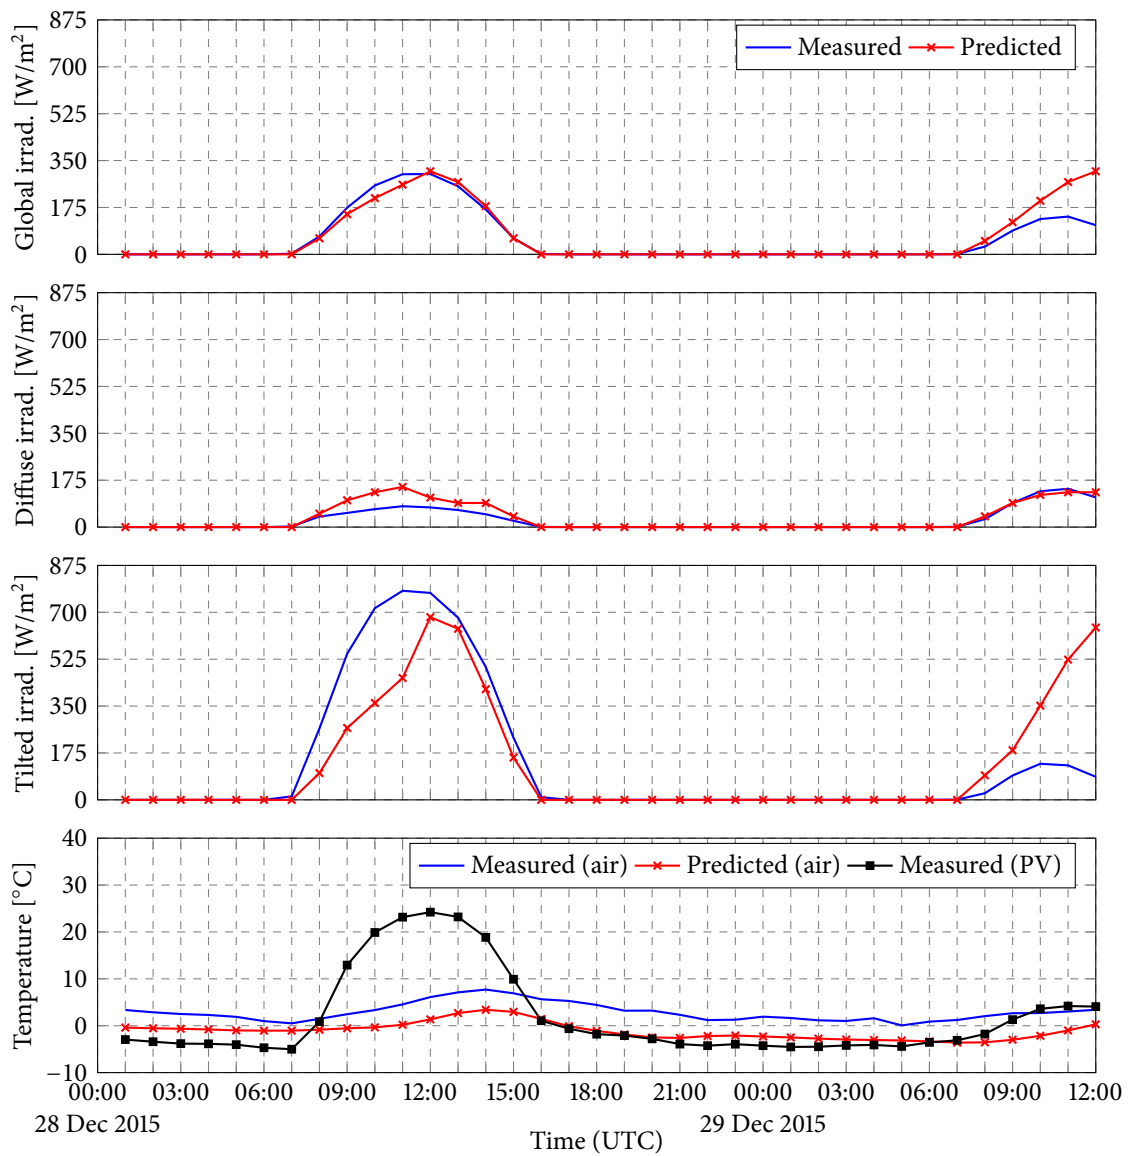 875
700
525
350
175
0
Global irrad. [W/m²]
Measured Predicted
875
700
525
350
175
0
Diffuse irrad. [W/m²]
875
700
525
350
175
0
Tilted irrad. [W/m²]
40
30
20
10
0
−10
Temperature [°C]
Measured (air) Predicted (air) Measured (PV)
00:00 03:00 06:00 09:00 12:00 15:00 18:00 21:00 00:00 03:00 06:00 09:00 12:00
28 Dec 2015 29 Dec 2015
Time (UTC)